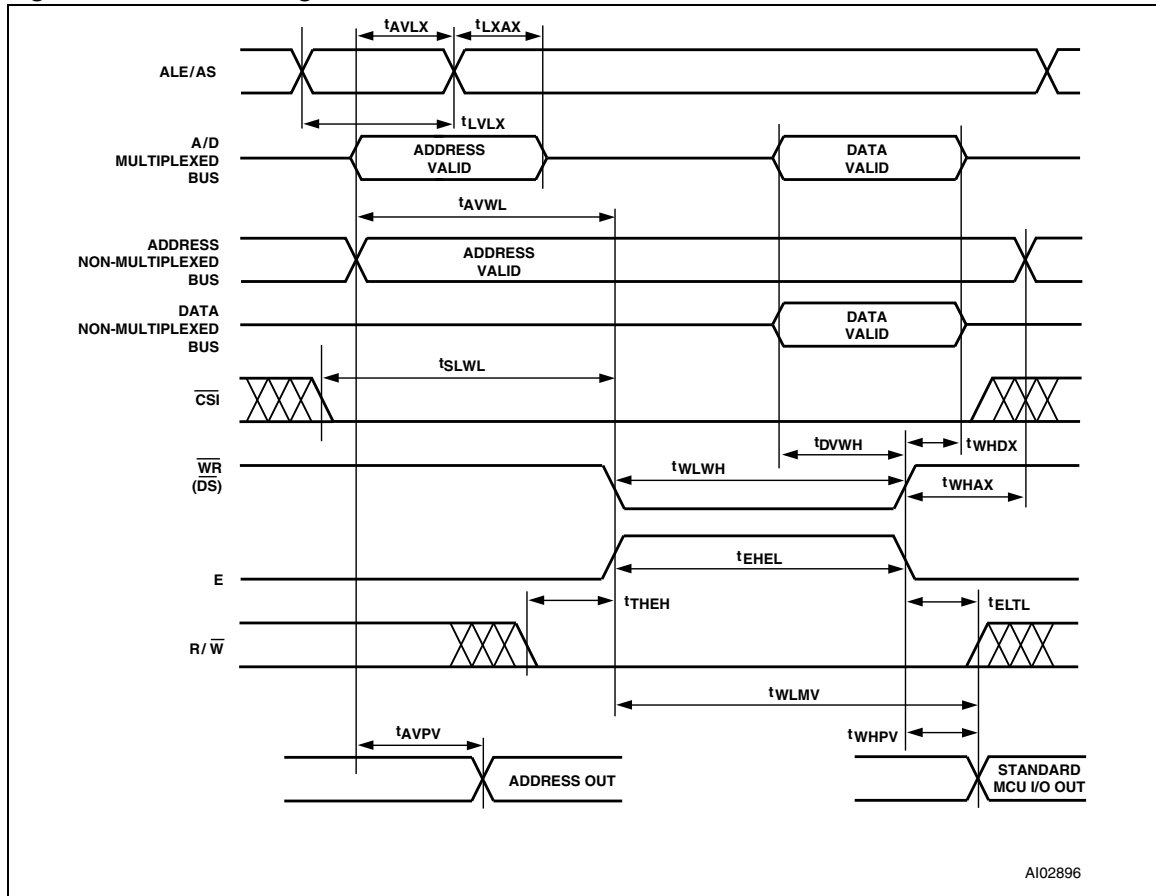 tAVLX
tLXAX
ALE/AS
tLVLX
A/D
MULTIPLEXED
BUS
ADDRESS
VALID
DATA
VALID
tAVWL
ADDRESS
NON-MULTIPLEXED
BUS
ADDRESS
VALID
DATA
NON-MULTIPLEXED
BUS
DATA
VALID
tSLWL
CSI
tDVWH
tWHDX
WR
(DS)
tWLWH
tWHAX
E
tEHEL
tTHEH
tELTL
R/W
tWLMV
tAVPV
tWHPV
ADDRESS OUT
STANDARD
MCU I/O OUT
AI02896